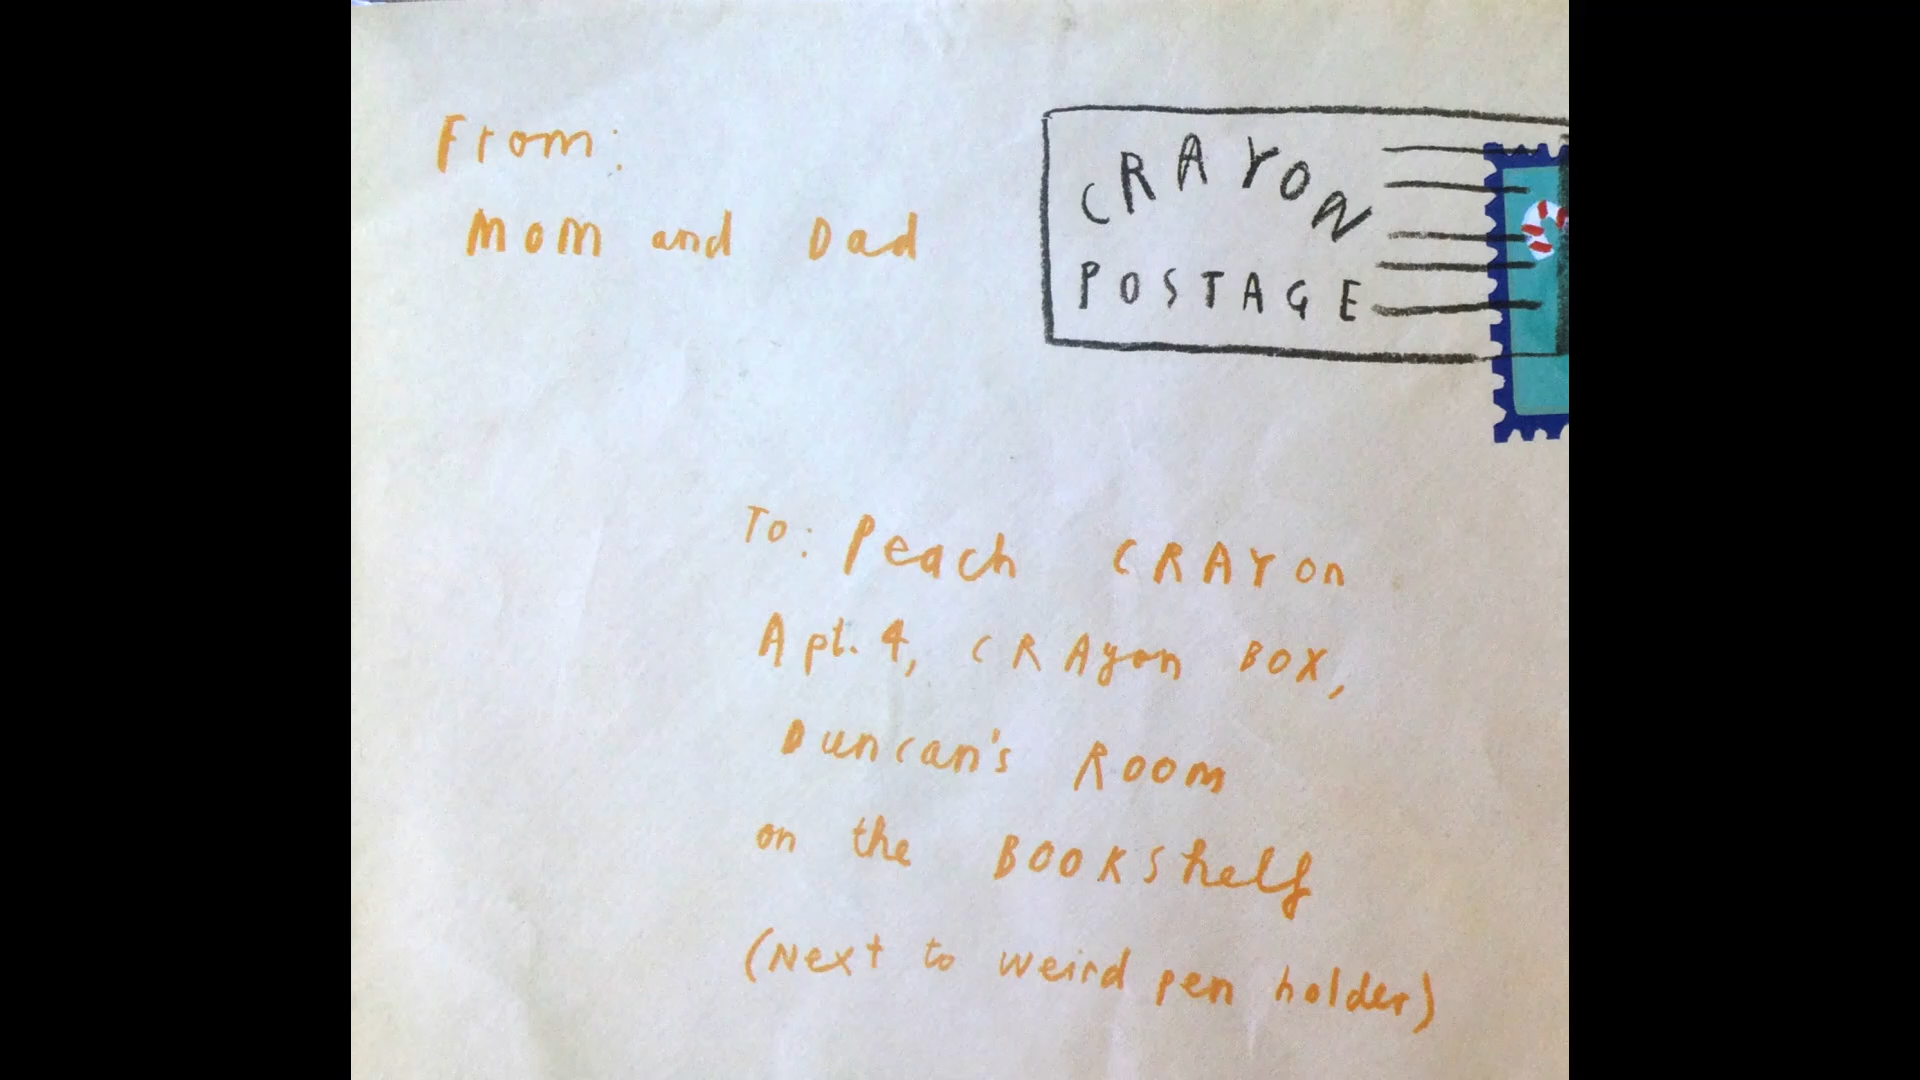 From:
Mom and Dad
CRAYON
POSTAGE
To: Peach CRAYon
Apt. 4, CRAyon BOX,
Duncan's Room
on the BOOKShelf
(Next to weird pen holder)